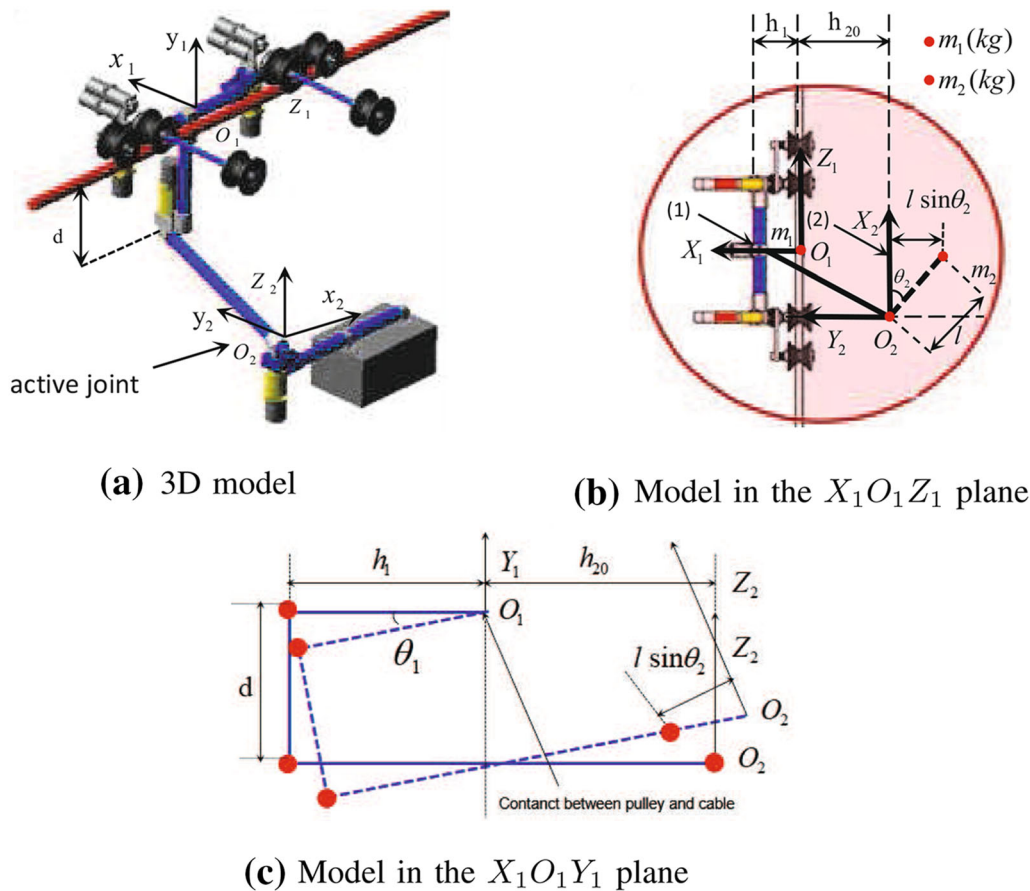 y₁
x₁
Z₁
O₁
d
Z₂
x₂
y₂
O₂
active joint
(a) 3D model
h₁
h₂₀
m₁(kg)
m₂(kg)
Z₁
l sinθ₂
(1)
(2)
X₂
m₁
X₁
O₁
θ₂
m₂
Y₂
O₂
l
(b) Model in the X₁O₁Z₁ plane
h₁
Y₁
h₂₀
Z₂
O₁
θ₁
d
l sinθ₂
Z₂
O₂
O₂
Contanct between pulley and cable
(c) Model in the X₁O₁Y₁ plane